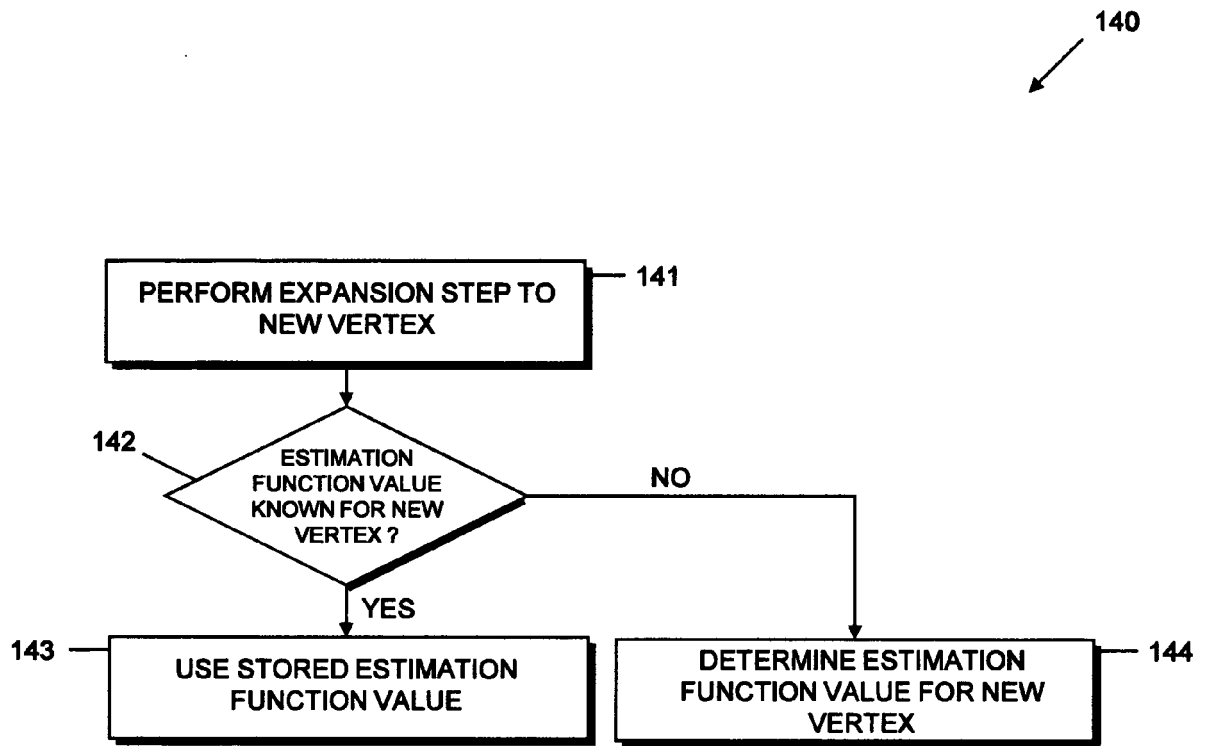 140
PERFORM EXPANSION STEP TO
NEW VERTEX
141
142
ESTIMATION
FUNCTION VALUE
KNOWN FOR NEW
VERTEX ?
NO
YES
143
USE STORED ESTIMATION
FUNCTION VALUE
DETERMINE ESTIMATION
FUNCTION VALUE FOR NEW
VERTEX
144